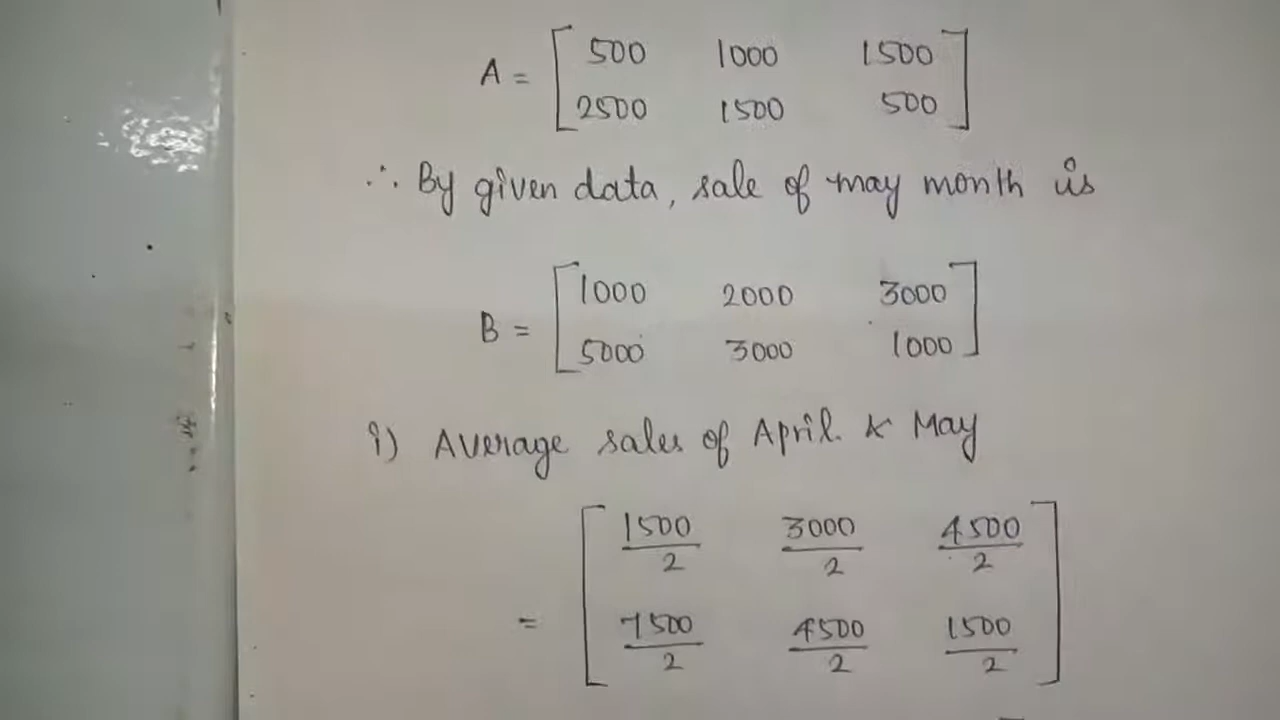 A = [ 500 1000 1500
2500 1500 500 ]
∴ By given data, sale of may month is
B = [ 1000 2000 3000
5000 3000 1000 ]
i) Average sales of April & May
= [ 1500/2 3000/2 4500/2
7500/2 4500/2 1500/2 ]